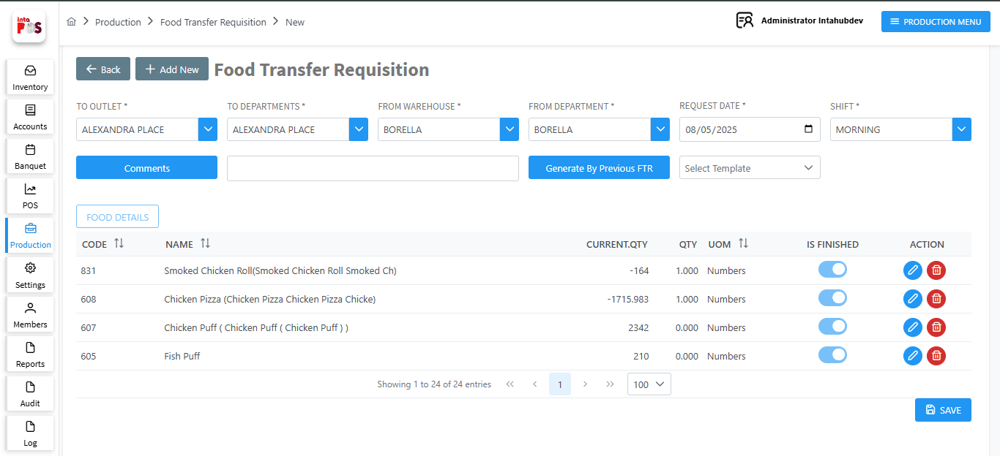 inta
POS
Production
Food Transfer Requisition
New
Administrator Intahubdev
PRODUCTION MENU
Inventory
Accounts
Banquet
POS
Production
Settings
Members
Reports
Audit
Log
Back
Add New
Food Transfer Requisition
TO OUTLET *
TO DEPARTMENTS *
FROM WAREHOUSE *
FROM DEPARTMENT *
REQUEST DATE *
SHIFT *
ALEXANDRA PLACE
ALEXANDRA PLACE
BORELLA
BORELLA
08/05/2025
MORNING
Comments
Generate By Previous FTR
Select Template
FOOD DETAILS
CODE NAME CURRENT.QTY QTY UOM IS FINISHED ACTION
831 Smoked Chicken Roll(Smoked Chicken Roll Smoked Ch) -164 1.000 Numbers
608 Chicken Pizza (Chicken Pizza Chicken Pizza Chicke) -1715.983 1.000 Numbers
607 Chicken Puff ( Chicken Puff ( Chicken Puff ) ) 2342 0.000 Numbers
605 Fish Puff 210 0.000 Numbers
Showing 1 to 24 of 24 entries 1 100
SAVE